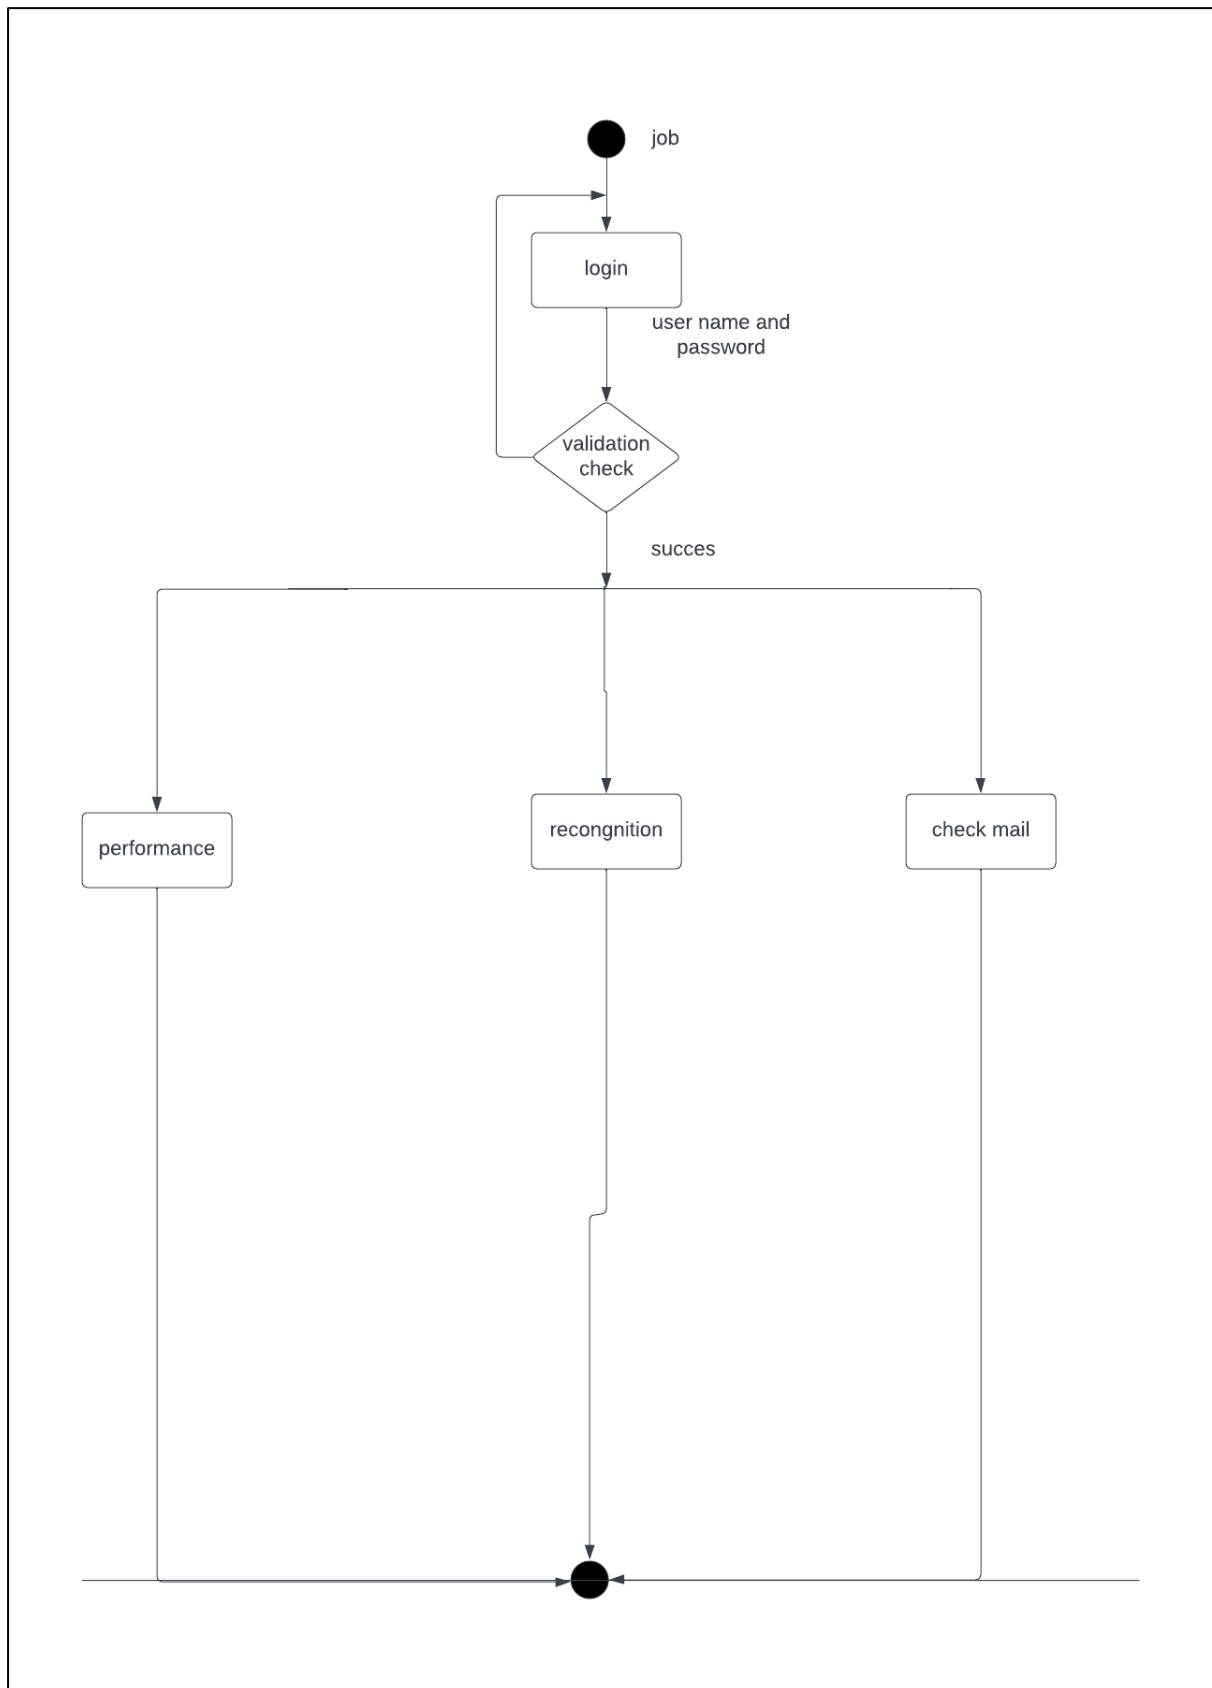 job
login
user name and
password
validation
check
succes
performance
recongnition
check mail